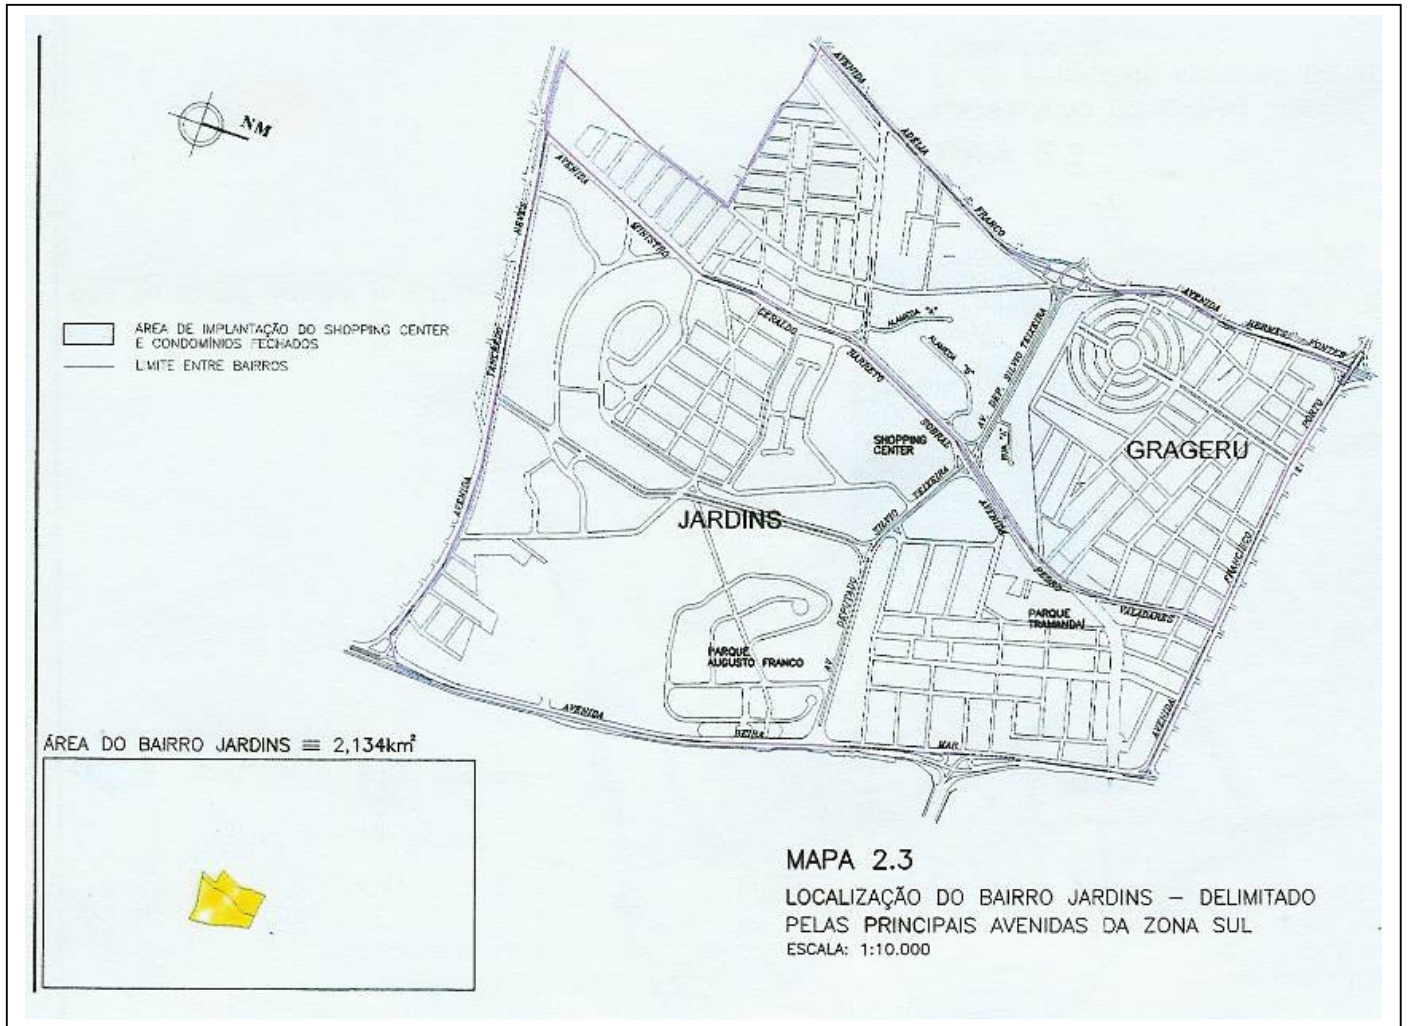 AVENIDA
ADÉLIA
FRANCO
NM
AVENIDA
MINISTRO
GERALDO
BARRETO
SOBRAL
NEVES
TANCREDO
AVENIDA
ÁREA DE IMPLANTAÇÃO DO SHOPPING CENTER
E CONDOMÍNIOS FECHADOS
LIMITE ENTRE BAIRROS
ALAMEDA "A"
ALAMEDA "B"
AV. DEP. SILVIO TEIXEIRA
AVENIDA
HERMES
FONTES
SHOPPING
CENTER
GRAGERU
PORTO
FRANCISCO
AVENIDA
JARDINS
TEIXEIRA
SILVIO
DEPUTADO
AV.
AVENIDA
PEDRO
VALADARES
PARQUE
TRAMANDAÍ
PARQUE
AUGUSTO FRANCO
AVENIDA
BEIRA
MAR
ÁREA DO BAIRRO JARDINS ≡ 2,134km²
MAPA 2.3
LOCALIZAÇÃO DO BAIRRO JARDINS – DELIMITADO
PELAS PRINCIPAIS AVENIDAS DA ZONA SUL
ESCALA: 1:10.000